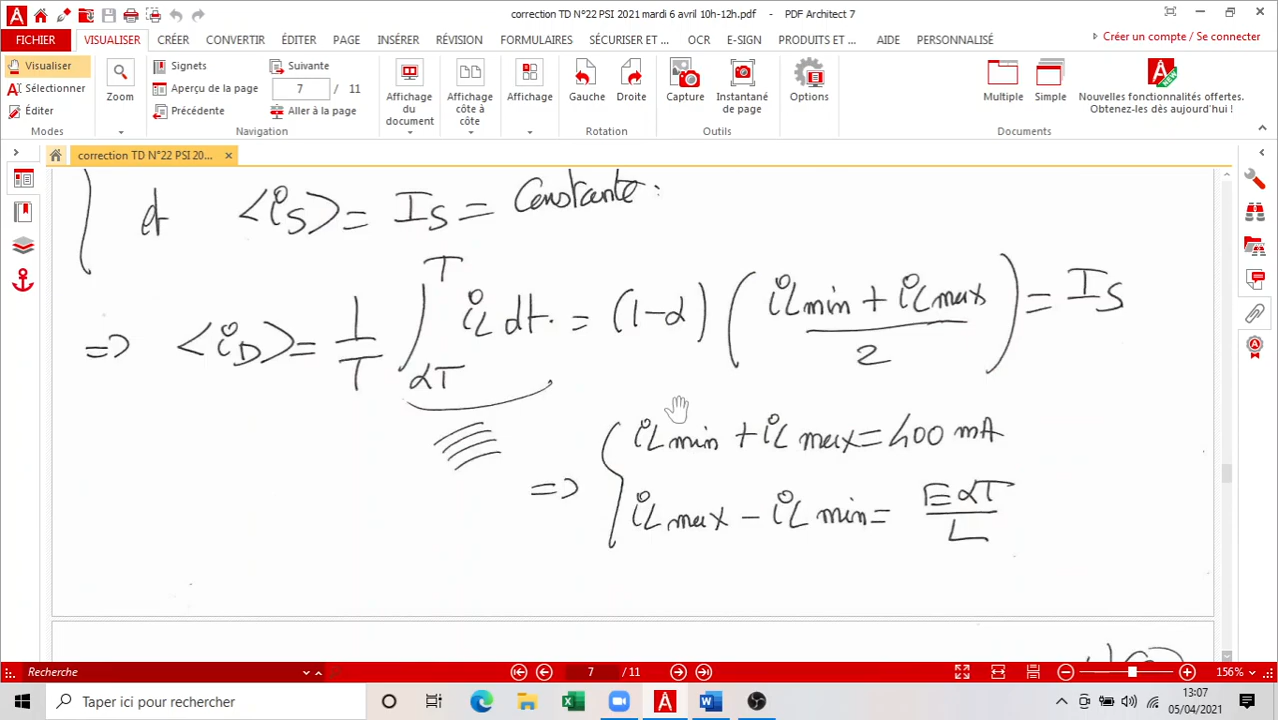 correction TD N°22 PSI 2021 mardi 6 avril 10h-12h.pdf - PDF Architect 7
FICHIER VISUALISER CRÉER CONVERTIR ÉDITER PAGE INSÉRER RÉVISION FORMULAIRES SÉCURISER ET ... OCR E-SIGN PRODUITS ET ... AIDE PERSONNALISÉ Créer un compte / Se connecter
Visualiser
Sélectionner
Éditer
Modes
Zoom
Signets
Aperçu de la page
Précédente
Suivante
7 / 11
Aller à la page
Navigation
Affichage du document
Affichage côte à côte
Affichage
Gauche
Droite
Rotation
Capture
Instantané de page
Outils
Options
Multiple
Simple
Documents
Nouvelles fonctionnalités offertes.
Obtenez-les dès aujourd'hui !
correction TD N°22 PSI 20...
et <iS> = IS = Constante.
=> <iD> = 1/T ∫αT^T iL dt. = (1-α) ( (iLmin + iLmax) / 2 ) = IS
iLmin + iLmax = 400 mA
=> { iLmax - iLmin = EαT / L
Recherche 7 / 11 156%
Taper ici pour rechercher
13:07
05/04/2021